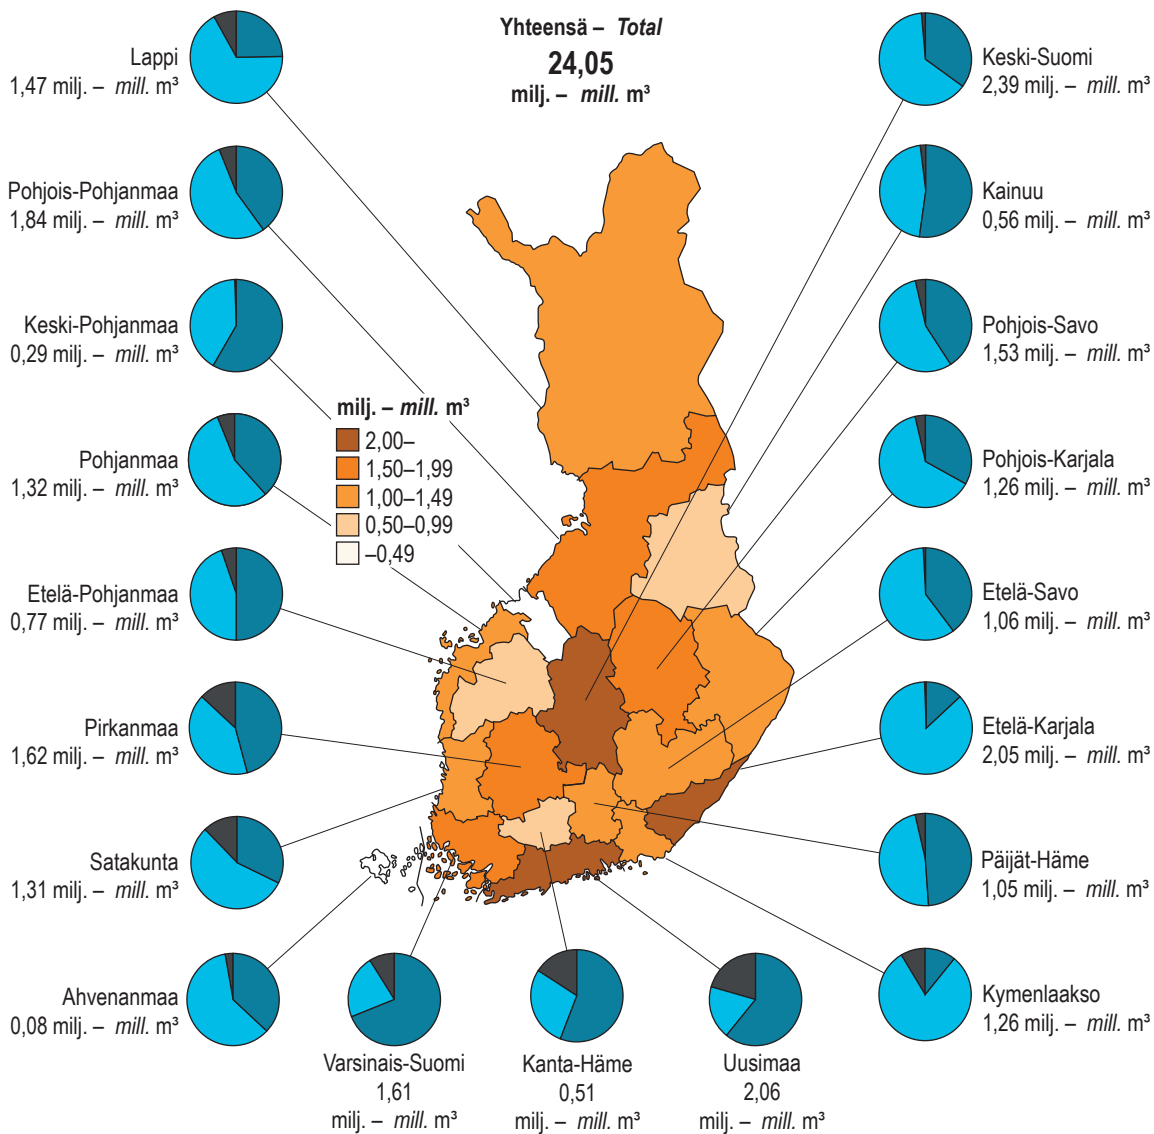 Yhteensä – Total
24,05
milj. – mill. m³
Lappi
1,47 milj. – mill. m³
Pohjois-Pohjanmaa
1,84 milj. – mill. m³
Keski-Pohjanmaa
0,29 milj. – mill. m³
Pohjanmaa
1,32 milj. – mill. m³
Etelä-Pohjanmaa
0,77 milj. – mill. m³
Pirkanmaa
1,62 milj. – mill. m³
Satakunta
1,31 milj. – mill. m³
Ahvenanmaa
0,08 milj. – mill. m³
milj. – mill. m³
2,00–
1,50–1,99
1,00–1,49
0,50–0,99
–0,49
Keski-Suomi
2,39 milj. – mill. m³
Kainuu
0,56 milj. – mill. m³
Pohjois-Savo
1,53 milj. – mill. m³
Pohjois-Karjala
1,26 milj. – mill. m³
Etelä-Savo
1,06 milj. – mill. m³
Etelä-Karjala
2,05 milj. – mill. m³
Päijät-Häme
1,05 milj. – mill. m³
Kymenlaakso
1,26 milj. – mill. m³
Varsinais-Suomi
1,61
milj. – mill. m³
Kanta-Häme
0,51
milj. – mill. m³
Uusimaa
2,06
milj. – mill. m³